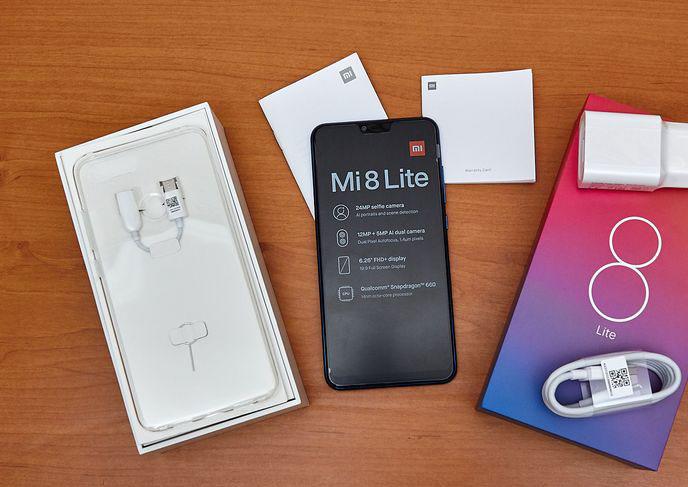 mi
mi
Warranty Card
mi
Mi 8 Lite
24MP selfie camera
AI portraits and scene detection
12MP + 5MP AI dual camera
Dual Pixel Autofocus, 1.4μm pixels
6.26" FHD+ display
19:9 Full Screen Display
CPU
Qualcomm® Snapdragon™ 660
14nm octa-core processor
8
Lite